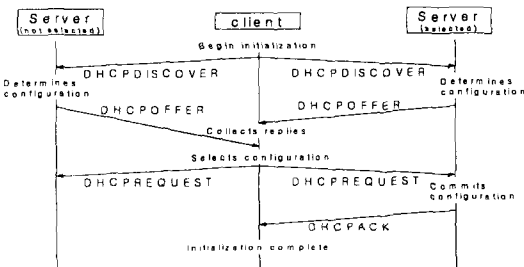 Server
(not selected)
client
Server
(selected)
Begin initialization
DHCPDISCOVER
DHCPDISCOVER
Determines
configuration
Determines
configuration
DHCPOFFER
DHCPOFFER
Collects replies
Selects configuration
DHCPREQUEST
DHCPREQUEST
Commits
configuration
DHCPACK
Initialization complete